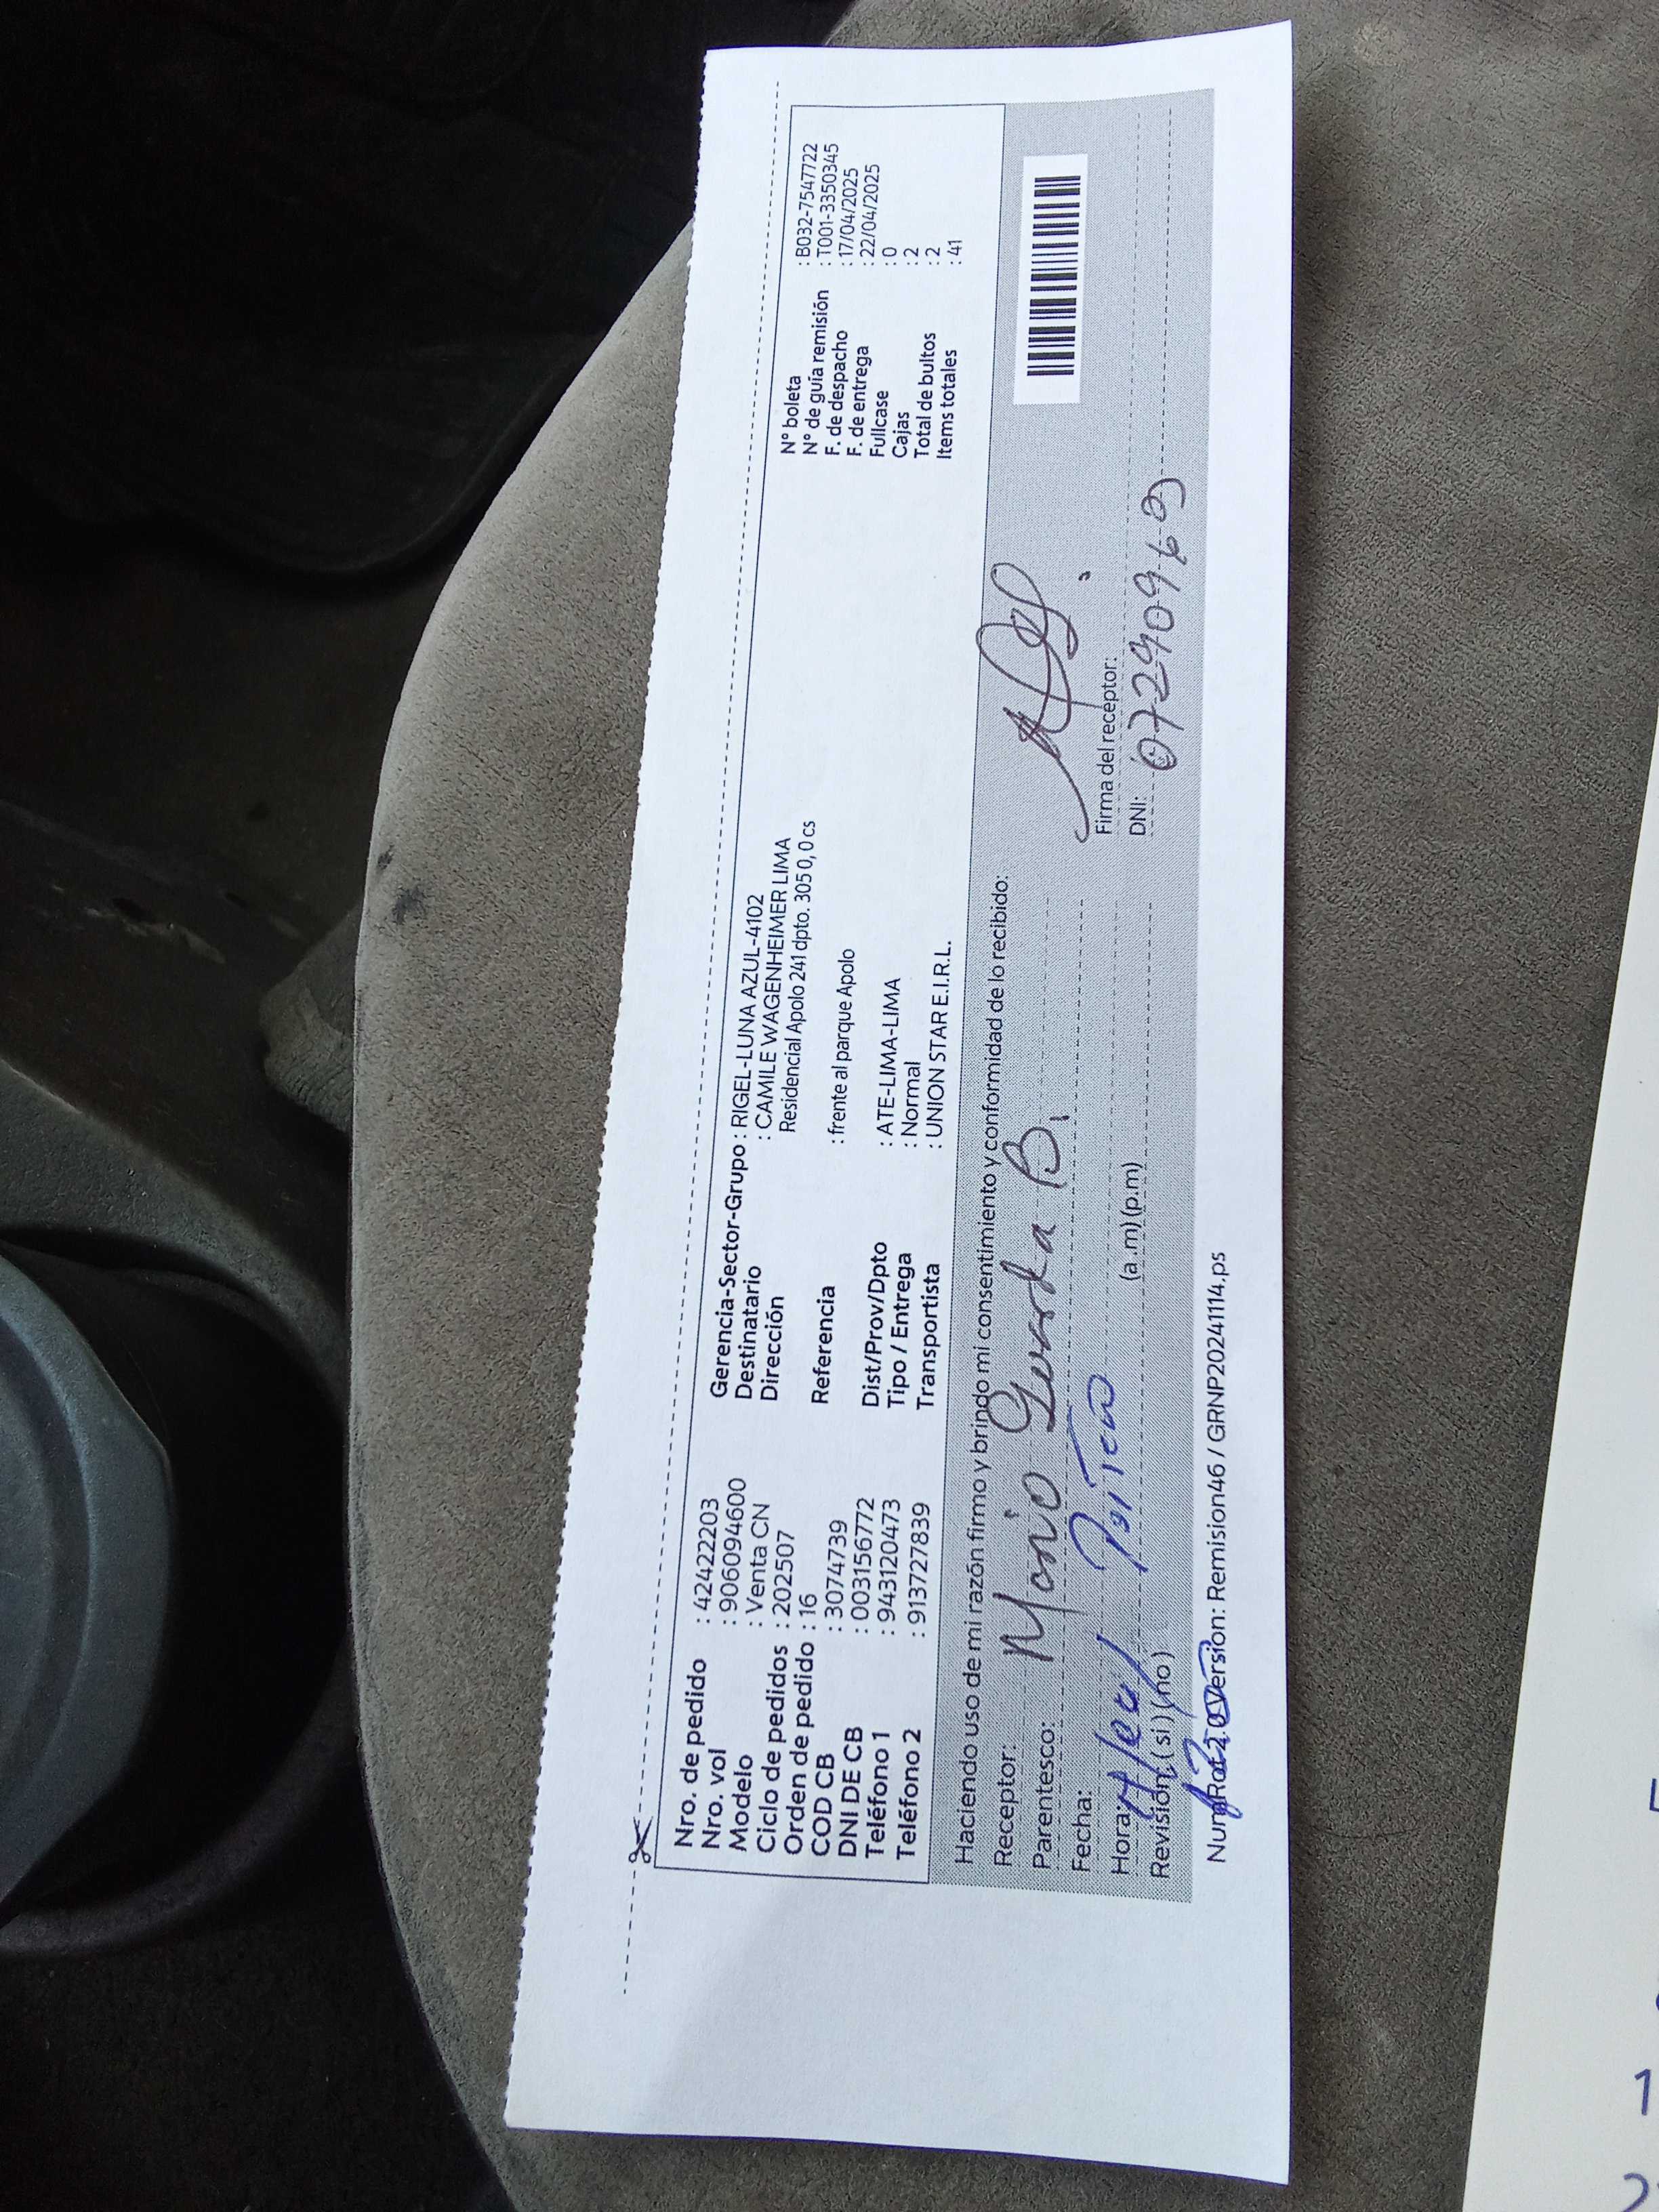 Nro. de pedido : 42422203
Nro. vol : 9060094600
Modelo : Venta CN
Ciclo de pedidos : 202507
Orden de pedido : 16
COD CB : 3074739
DNI DE CB : 003156772
Teléfono 1 : 943120473
Teléfono 2 : 913727839
Gerencia-Sector-Grupo : RIGEL-LUNA AZUL-4102
Destinatario : CAMILE WAGENHEIMER LIMA
Dirección Residencial Apolo 241 dpto. 305 0, 0 cs
Referencia : frente al parque Apolo
Dist/Prov/Dpto : ATE-LIMA-LIMA
Tipo / Entrega : Normal
Transportista : UNION STAR E.I.R.L.
N° boleta : B032-7547722
N° de guía remisión : T001-3350345
F. de despacho : 17/04/2025
F. de entrega : 22/04/2025
Fullcase : 0
Cajas : 2
Total de bultos : 2
Items totales : 41
Haciendo uso de mi razón firmo y brindo mi consentimiento y conformidad de lo recibido:
Receptor: B.
Parentesco:
Fecha:
Hora: (a .m) (p.m)
Revisión: (si) (no)
Firma del receptor:
DNI: 07290969
NumRot2.0 Version: Remision46 / GRNP20241114.ps